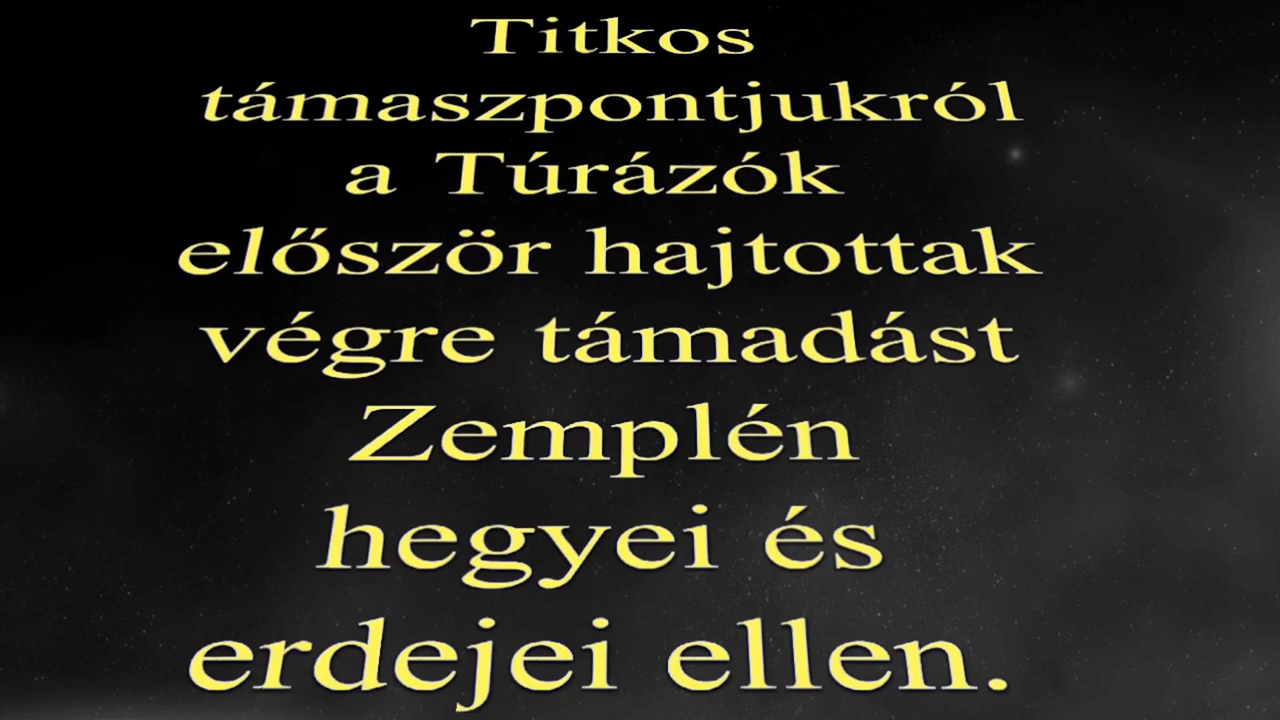 Titkos
támaszpontjukról
a Túrázók
először hajtottak
végre támadást
Zemplén
hegyei és
erdejei ellen.